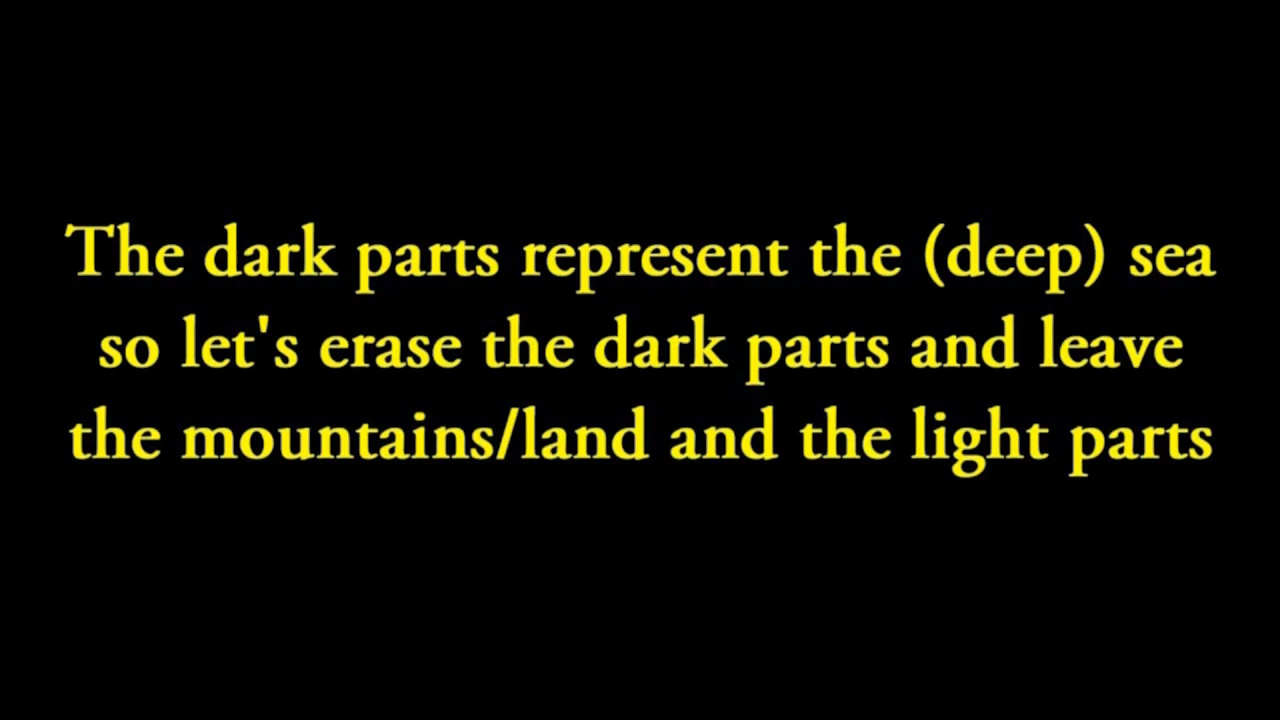 The dark parts represent the (deep) sea
so let's erase the dark parts and leave
the mountains/land and the light parts